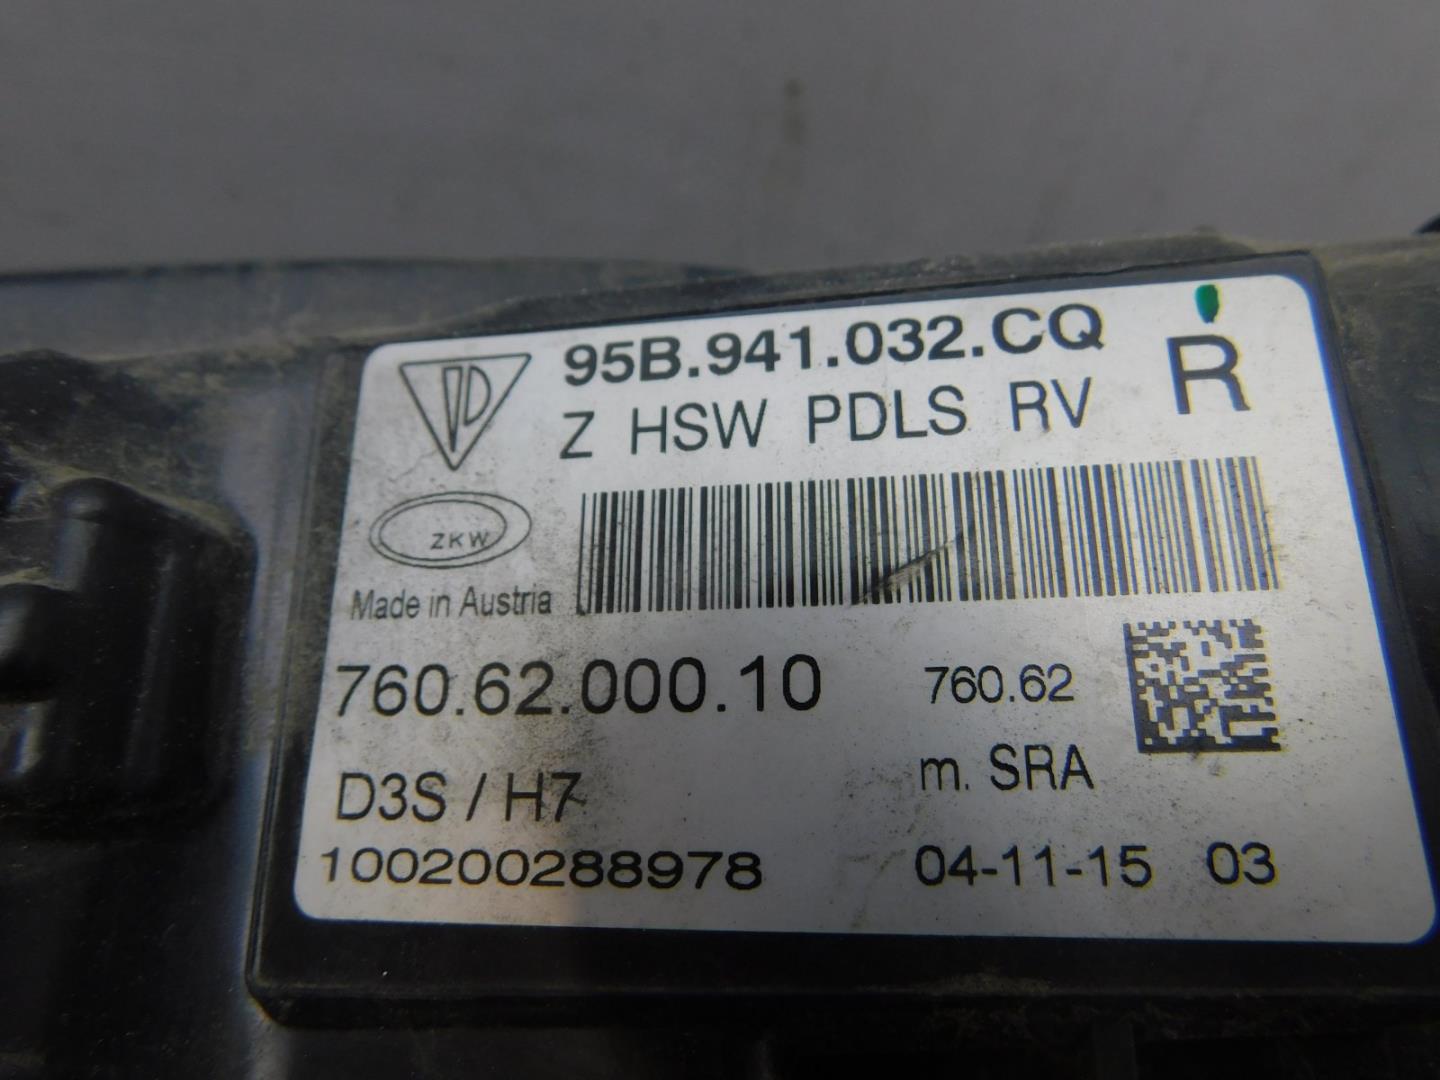 95B.941.032.CQ
R
Z HSW PDLS RV
ZKW
Made in Austria
760.62.000.10
760.62
D3S / H7
m. SRA
100200288978
04-11-15 03